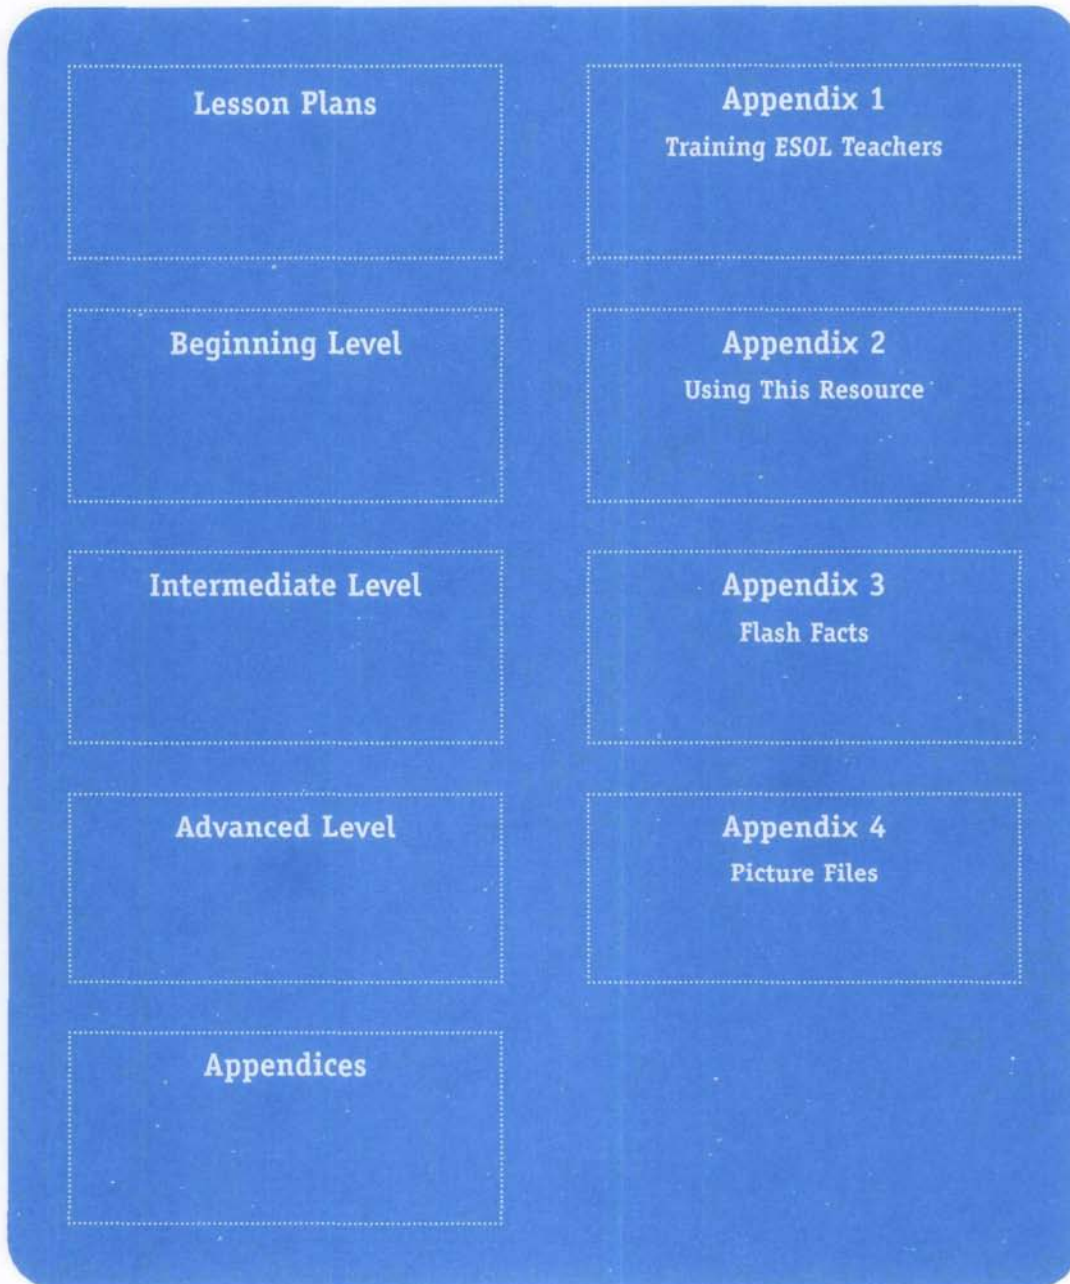 Lesson Plans
Beginning Level
Intermediate Level
Advanced Level
Appendices
Appendix 1
Training ESOL Teachers
Appendix 2
Using This Resource
Appendix 3
Flash Facts
Appendix 4
Picture Files